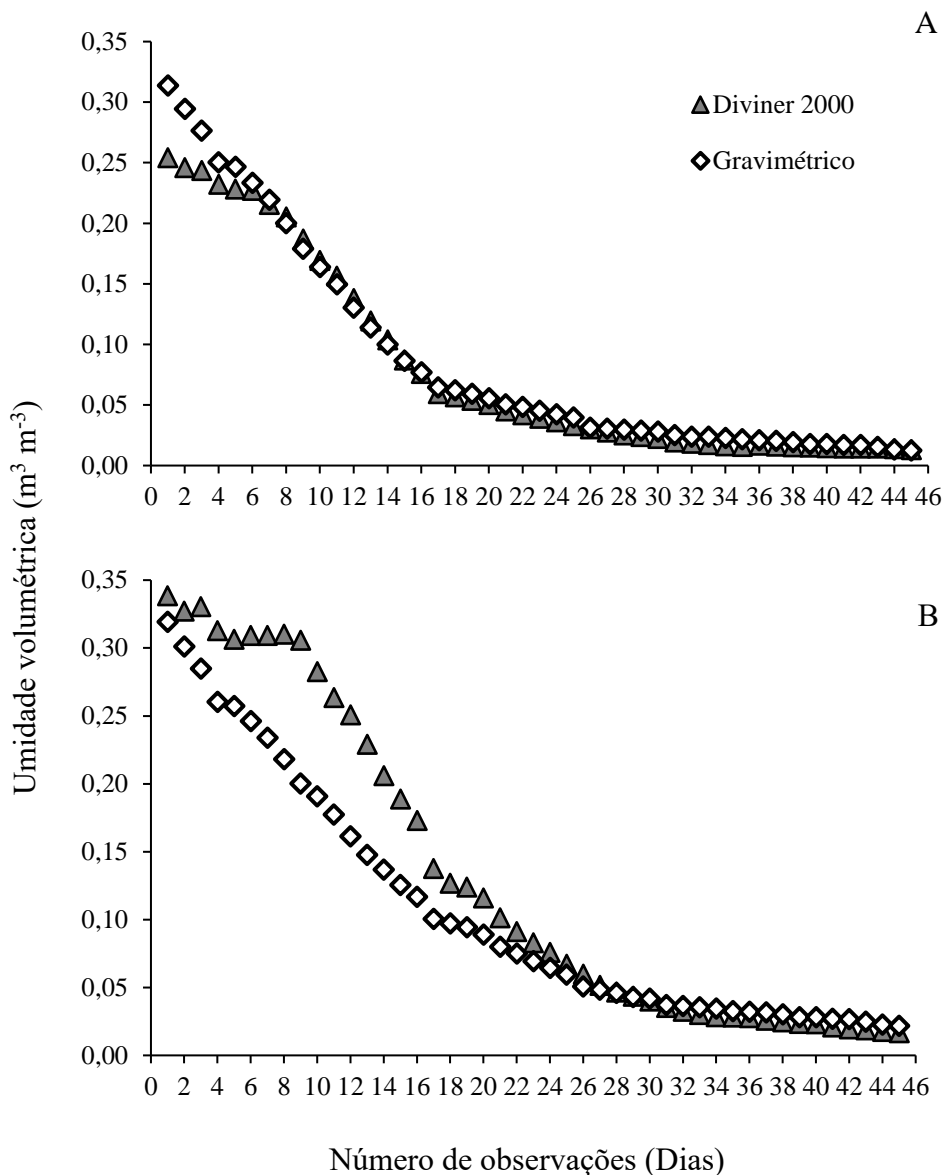 A
0,35
0,30
0,25
0,20
0,15
0,10
0,05
0,00
Diviner 2000
Gravimétrico
0 2 4 6 8 10 12 14 16 18 20 22 24 26 28 30 32 34 36 38 40 42 44 46
Umidade volumétrica (m³ m⁻³)
B
0,35
0,30
0,25
0,20
0,15
0,10
0,05
0,00
0 2 4 6 8 10 12 14 16 18 20 22 24 26 28 30 32 34 36 38 40 42 44 46
Número de observações (Dias)